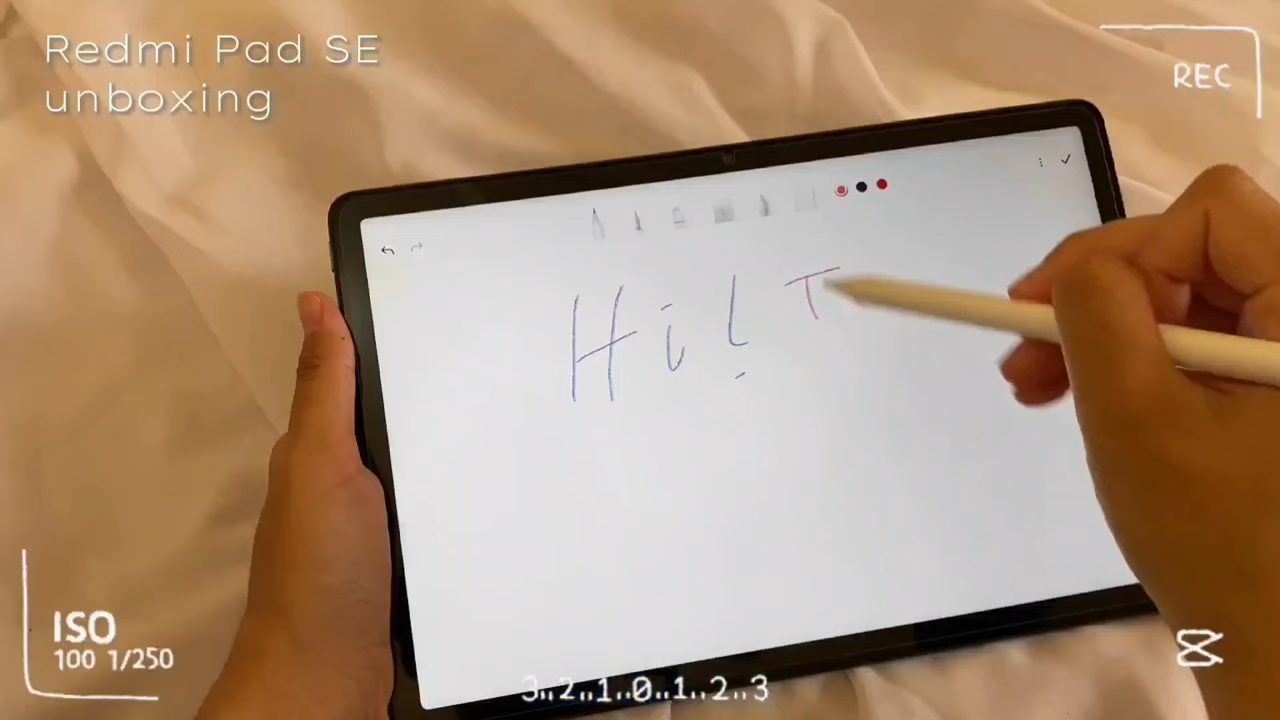 Redmi Pad SE
unboxing
REC
Hi! T
ISO
100 1/250
3..2..1..0..1..2..3